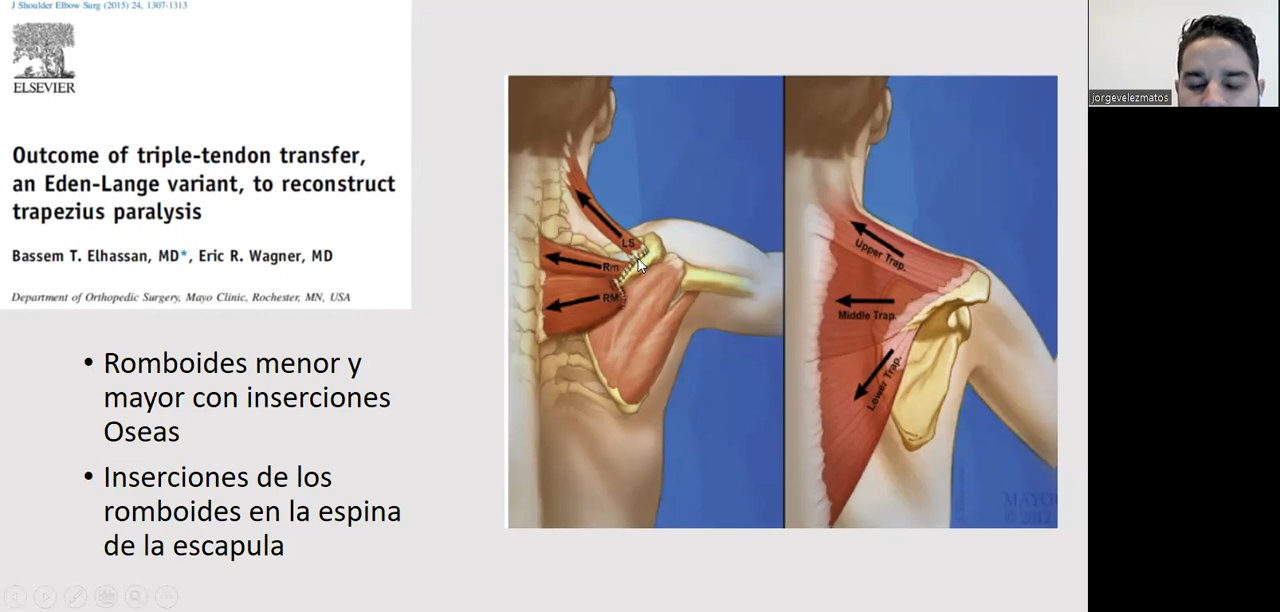 J Shoulder Elbow Surg (2015) 24, 1307-1313
ELSEVIER
Outcome of triple-tendon transfer,
an Eden-Lange variant, to reconstruct
trapezius paralysis
Bassem T. Elhassan, MD*, Eric R. Wagner, MD
Department of Orthopedic Surgery, Mayo Clinic, Rochester, MN, USA
• Romboides menor y
mayor con inserciones
Oseas
• Inserciones de los
romboides en la espina
de la escapula
LS
Rm
RM
Upper Trap.
Middle Trap.
Lower Trap.
MAYO
© 2012
jorgevelezmatos